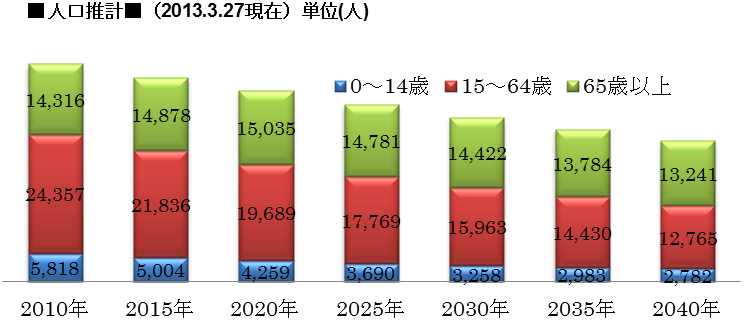 ■人口推計■（2013.3.27現在）単位(人)
0～14歳 15～64歳 65歳以上
14,316 14,878 15,035 14,781 14,422 13,784 13,241
24,357 21,836 19,689 17,769 15,963 14,430 12,765
5,818 5,004 4,259 3,690 3,258 2,983 2,782
2010年 2015年 2020年 2025年 2030年 2035年 2040年